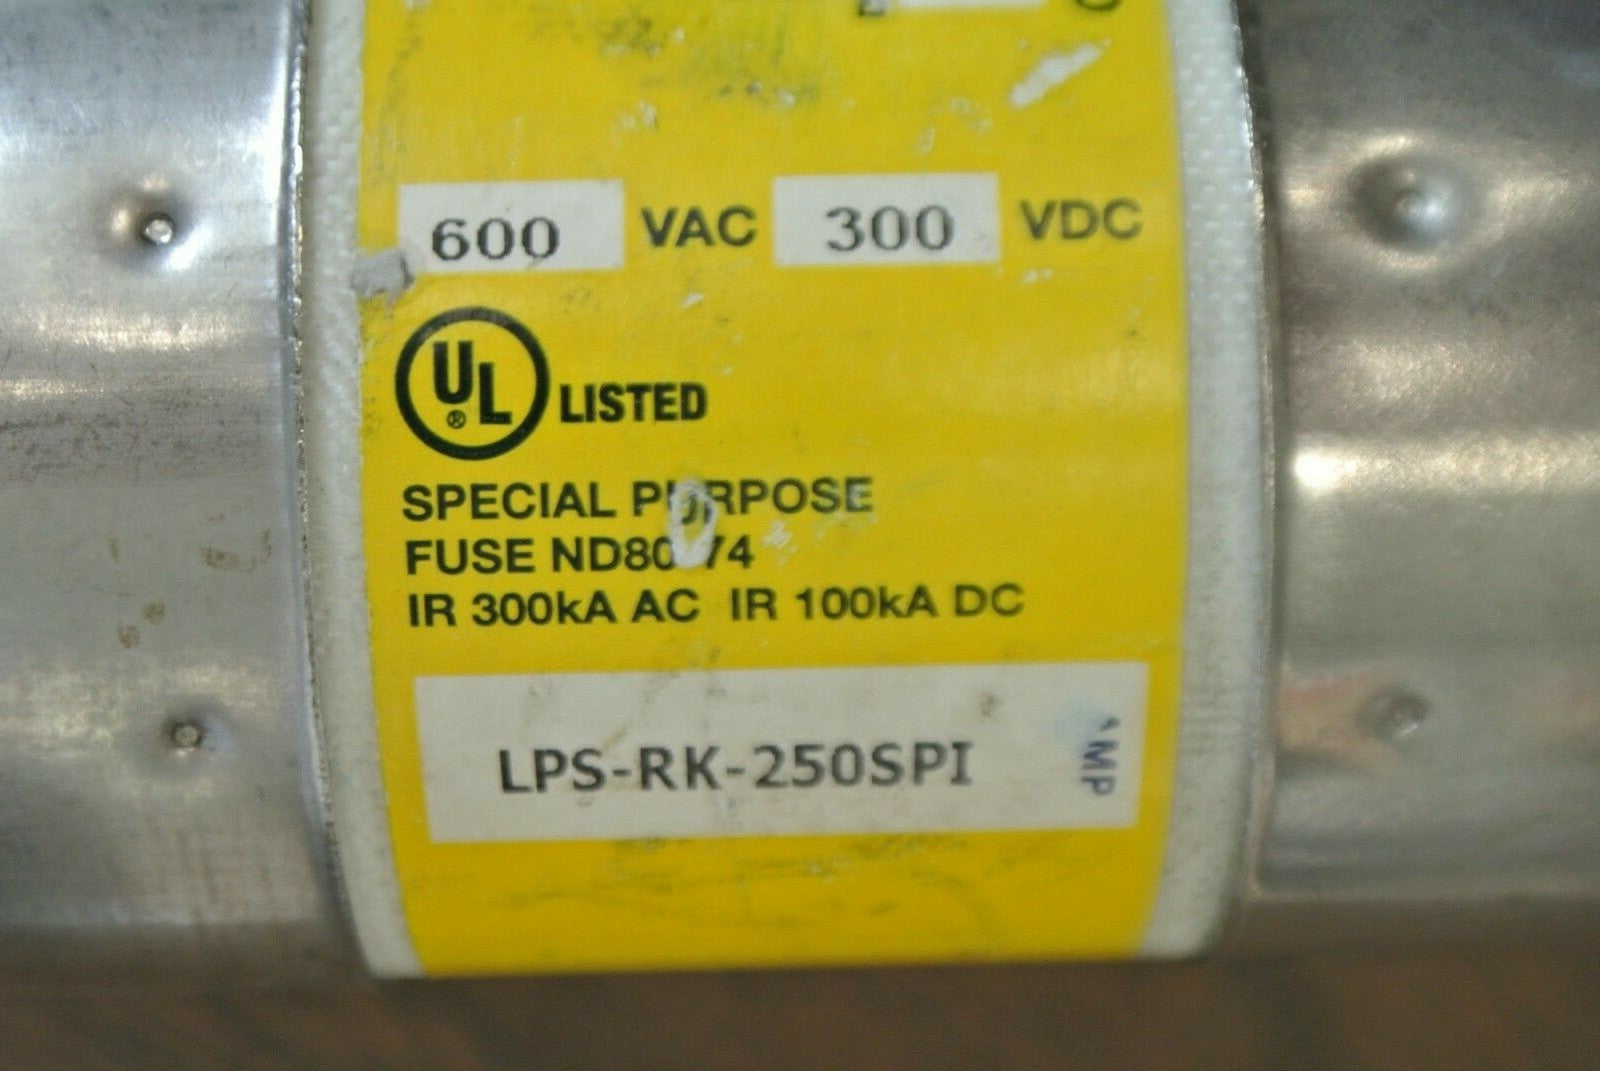 600 VAC 300 VDC
UL ® LISTED
SPECIAL PURPOSE
FUSE
IR 300kA AC IR 100kA DC
LPS-RK-250SPI